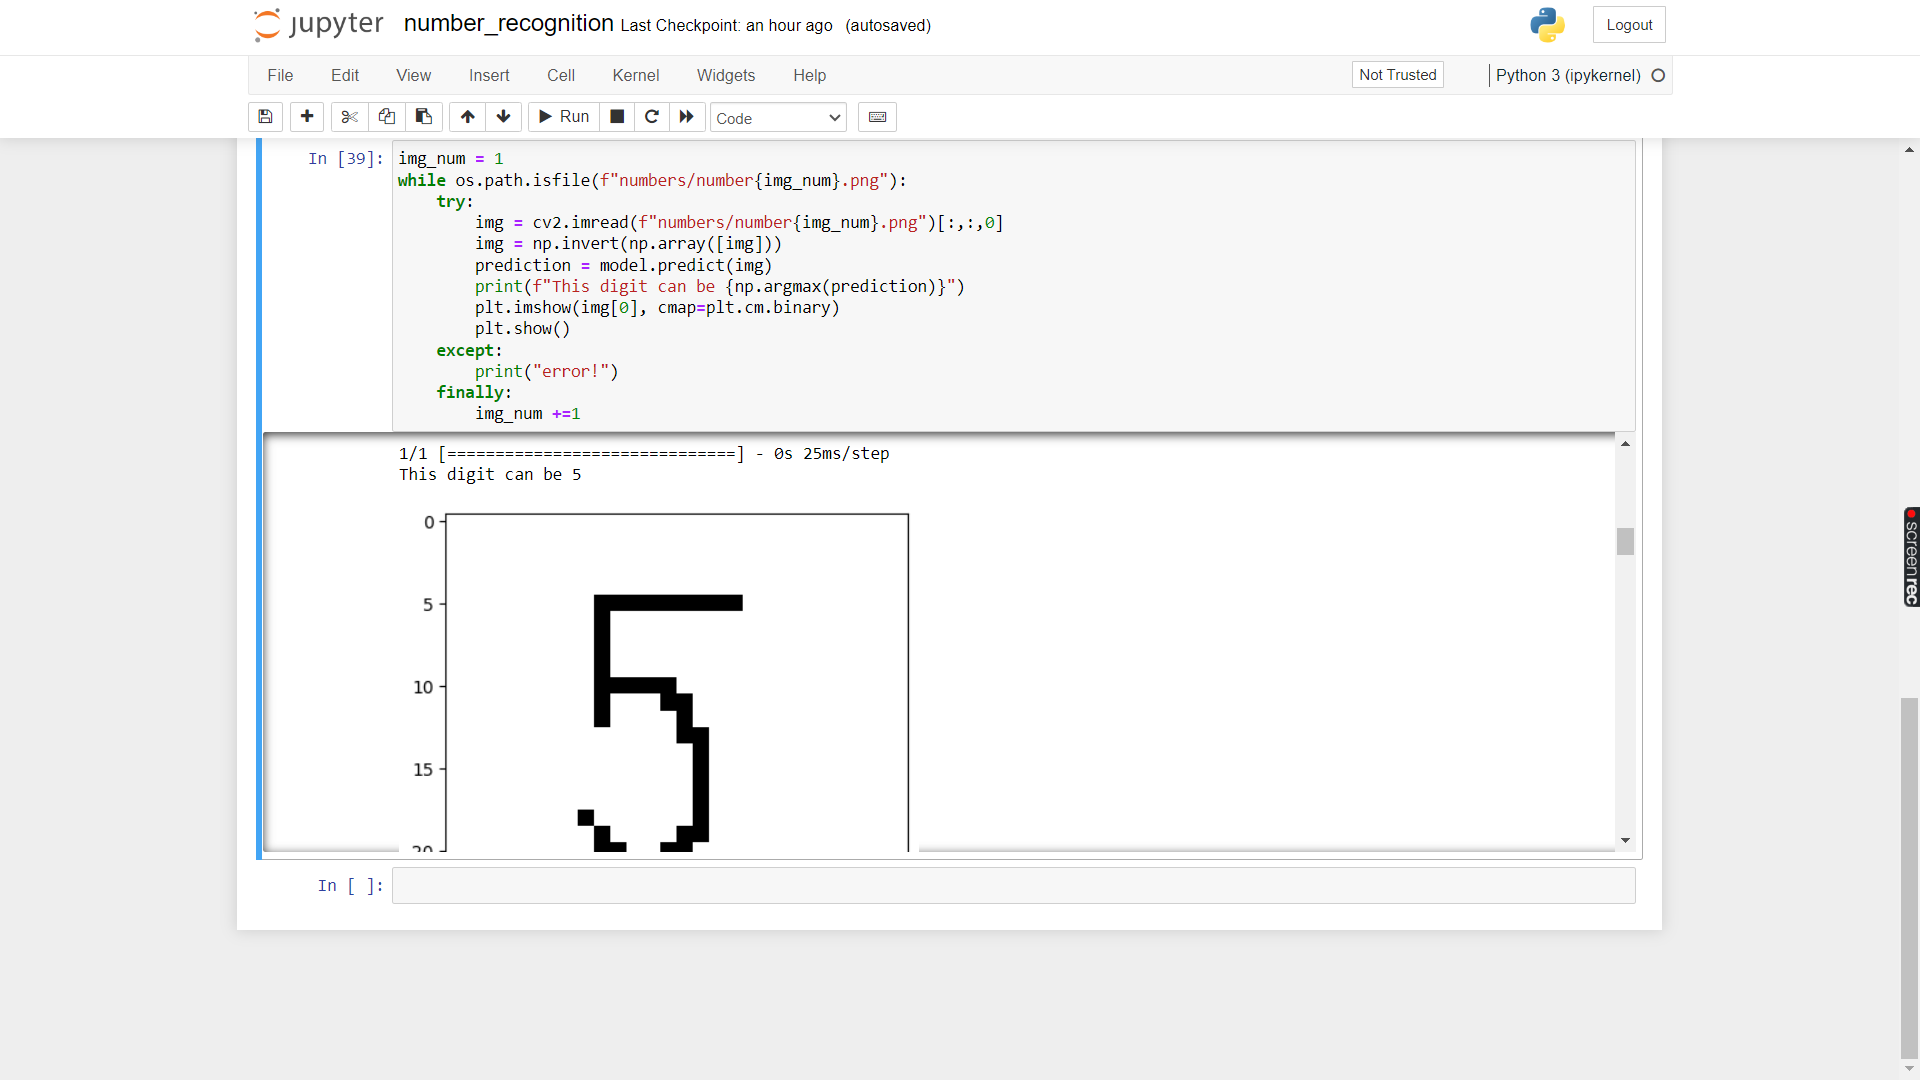 jupyter number_recognition Last Checkpoint: an hour ago (autosaved)
Logout
File Edit View Insert Cell Kernel Widgets Help
Not Trusted
Python 3 (ipykernel)
Run
Code
In [39]:
img_num = 1
while os.path.isfile(f"numbers/number{img_num}.png"):
    try:
        img = cv2.imread(f"numbers/number{img_num}.png")[:,:,0]
        img = np.invert(np.array([img]))
        prediction = model.predict(img)
        print(f"This digit can be {np.argmax(prediction)}")
        plt.imshow(img[0], cmap=plt.cm.binary)
        plt.show()
    except:
        print("error!")
    finally:
        img_num +=1
1/1 [==============================] - 0s 25ms/step
This digit can be 5
0
5
10
15
20
5
In [ ]:
screenrec